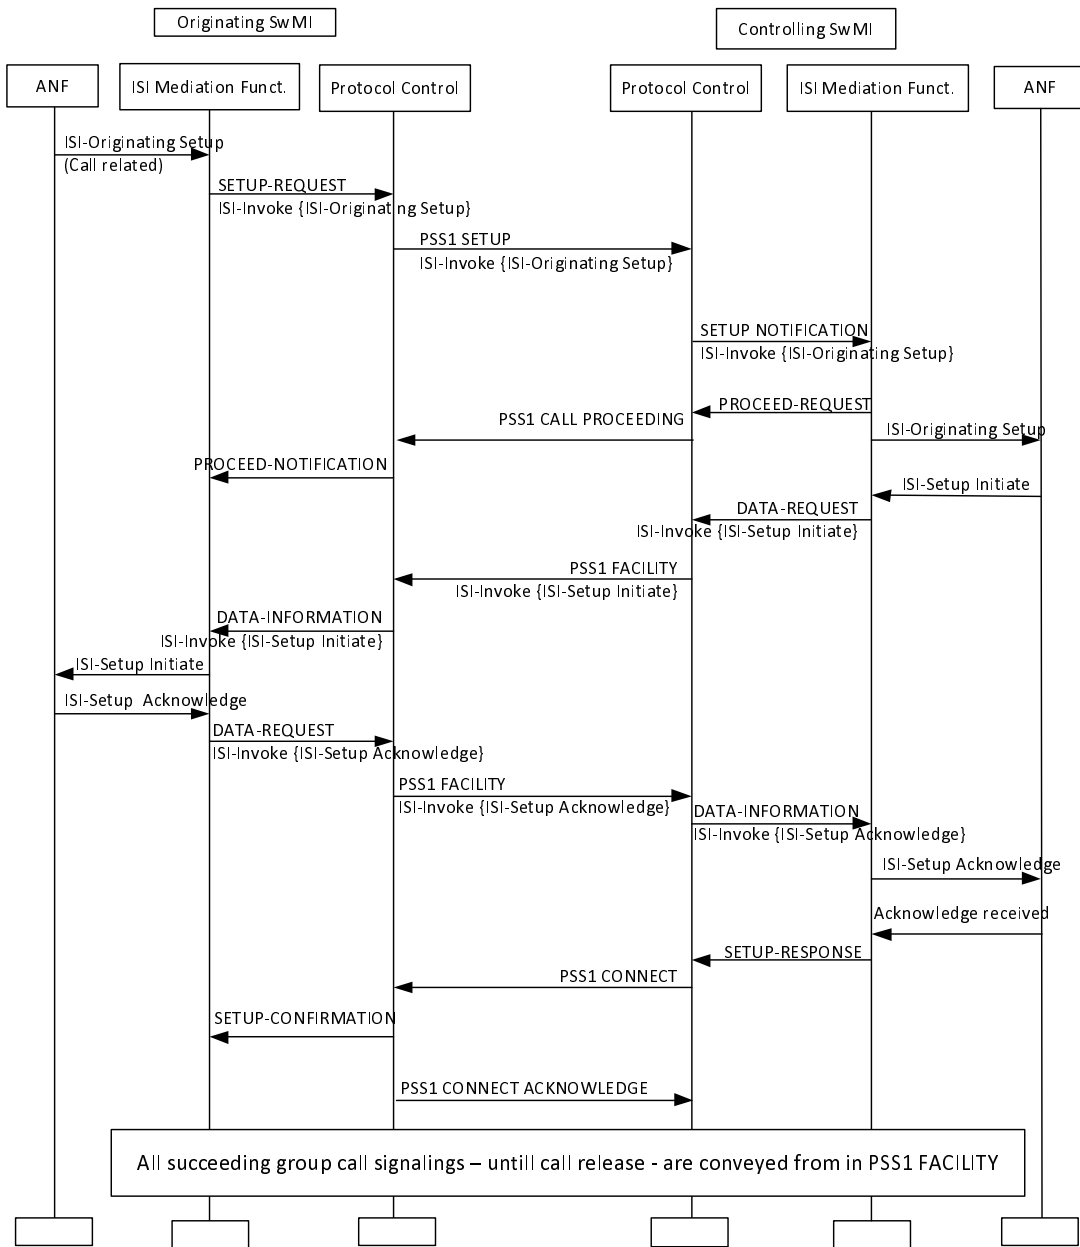 Originating SwMI
Controlling SwMI
ANF
ISI Mediation Funct.
Protocol Control
Protocol Control
ISI Mediation Funct.
ANF
ISI-Originating Setup
(Call related)
SETUP-REQUEST
ISI-Invoke {ISI-Originating Setup}
PSS1 SETUP
ISI-Invoke {ISI-Originating Setup}
SETUP NOTIFICATION
ISI-Invoke {ISI-Originating Setup}
PROCEED-REQUEST
PSS1 CALL PROCEEDING
ISI-Originating Setup
PROCEED-NOTIFICATION
ISI-Setup Initiate
DATA-REQUEST
ISI-Invoke {ISI-Setup Initiate}
PSS1 FACILITY
ISI-Invoke {ISI-Setup Initiate}
DATA-INFORMATION
ISI-Invoke {ISI-Setup Initiate}
ISI-Setup Initiate
ISI-Setup  Acknowledge
DATA-REQUEST
ISI-Invoke {ISI-Setup Acknowledge}
PSS1 FACILITY
ISI-Invoke {ISI-Setup Acknowledge}
DATA-INFORMATION
ISI-Invoke {ISI-Setup Acknowledge}
ISI-Setup Acknowledge
Acknowledge received
SETUP-RESPONSE
PSS1 CONNECT
SETUP-CONFIRMATION
PSS1 CONNECT ACKNOWLEDGE
All succeeding group call signalings – untill call release - are conveyed from in PSS1 FACILITY